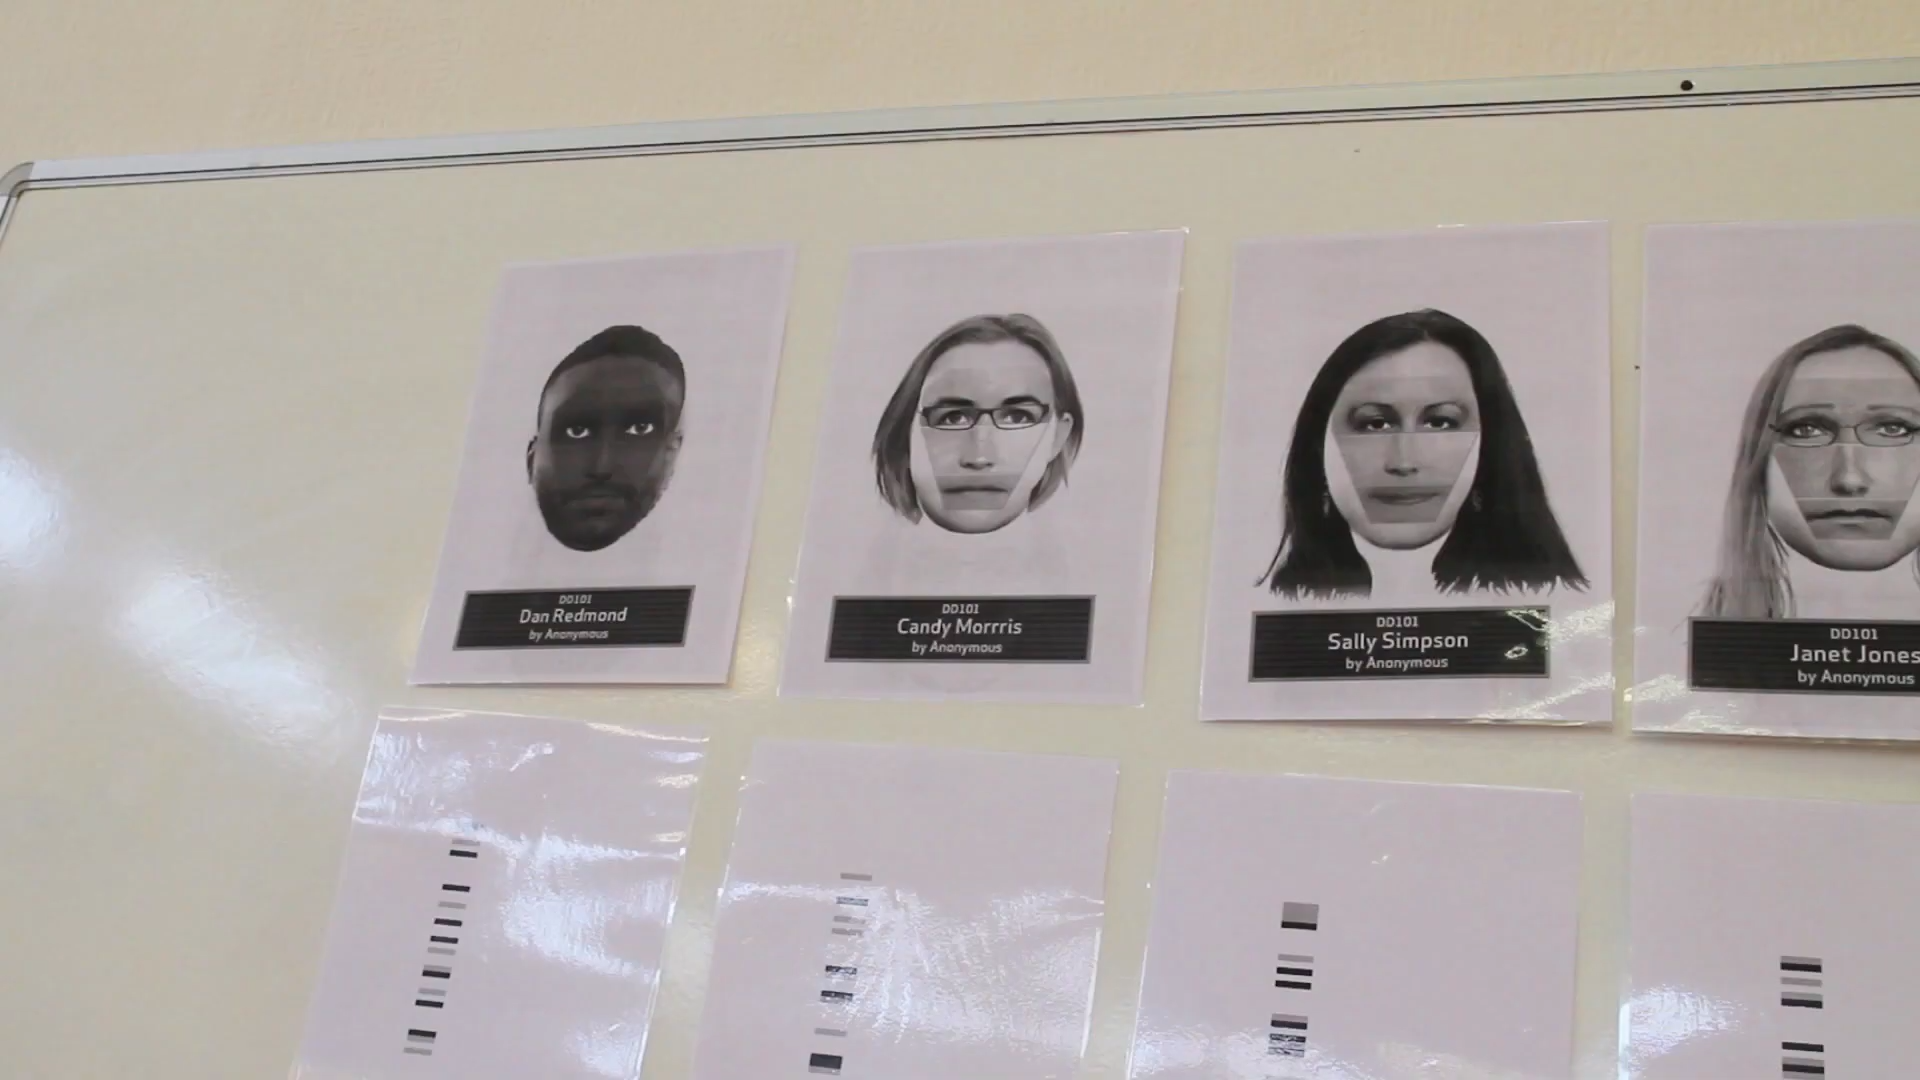 DD101
Dan Redmond
by Anonymous
DD101
Candy Morrris
by Anonymous
DD101
Sally Simpson
by Anonymous
DD101
Janet Jones
by Anonymous